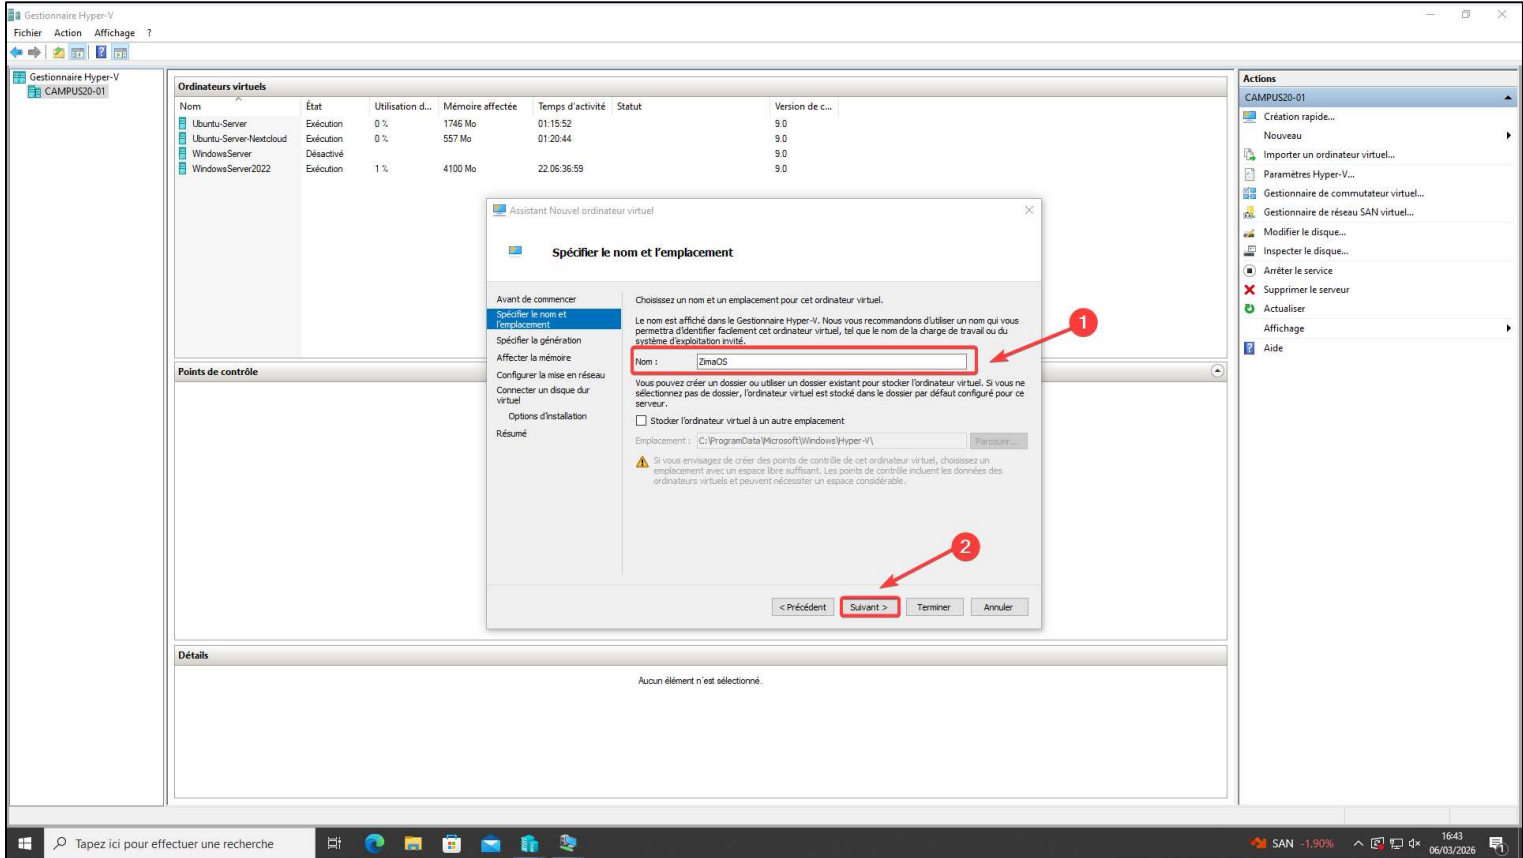 Gestionnaire Hyper-V
Fichier Action Affichage ?
Gestionnaire Hyper-V
CAMPUS20-01
Ordinateurs virtuels
Nom État Utilisation d... Mémoire affectée Temps d'activité Statut Version de c...
Ubuntu-Server Exécution 0 % 1746 Mo 01:15:52 9.0
Ubuntu-Server-Nextcloud Exécution 0 % 557 Mo 01:20:44 9.0
WindowsServer Désactivé 9.0
WindowsServer2022 Exécution 1 % 4100 Mo 22.06:36:59 9.0
Assistant Nouvel ordinateur virtuel
Spécifier le nom et l'emplacement
Avant de commencer
Spécifier le nom et
l'emplacement
Spécifier la génération
Affecter la mémoire
Configurer la mise en réseau
Connecter un disque dur
virtuel
Options d'installation
Résumé
Choisissez un nom et un emplacement pour cet ordinateur virtuel.
Le nom est affiché dans le Gestionnaire Hyper-V. Nous vous recommandons d'utiliser un nom qui vous
permettra d'identifier facilement cet ordinateur virtuel, tel que le nom de la charge de travail ou du
système d'exploitation invité.
Nom : ZimaOS
1
Vous pouvez créer un dossier ou utiliser un dossier existant pour stocker l'ordinateur virtuel. Si vous ne
sélectionnez pas de dossier, l'ordinateur virtuel est stocké dans le dossier par défaut configuré pour ce
serveur.
Stocker l'ordinateur virtuel à un autre emplacement
Emplacement : C:\ProgramData\Microsoft\Windows\Hyper-V\ Parcourir...
Si vous envisagez de créer des points de contrôle de cet ordinateur virtuel, choisissez un
emplacement avec un espace libre suffisant. Les points de contrôle incluent les données des
ordinateurs virtuels et peuvent nécessiter un espace considérable.
2
< Précédent Suivant > Terminer Annuler
Points de contrôle
Détails
Aucun élément n'est sélectionné.
Actions
CAMPUS20-01
Création rapide...
Nouveau
Importer un ordinateur virtuel...
Paramètres Hyper-V...
Gestionnaire de commutateur virtuel...
Gestionnaire de réseau SAN virtuel...
Modifier le disque...
Inspecter le disque...
Arrêter le service
Supprimer le serveur
Actualiser
Affichage
Aide
Tapez ici pour effectuer une recherche
SAN -1,90%
16:43
06/03/2026